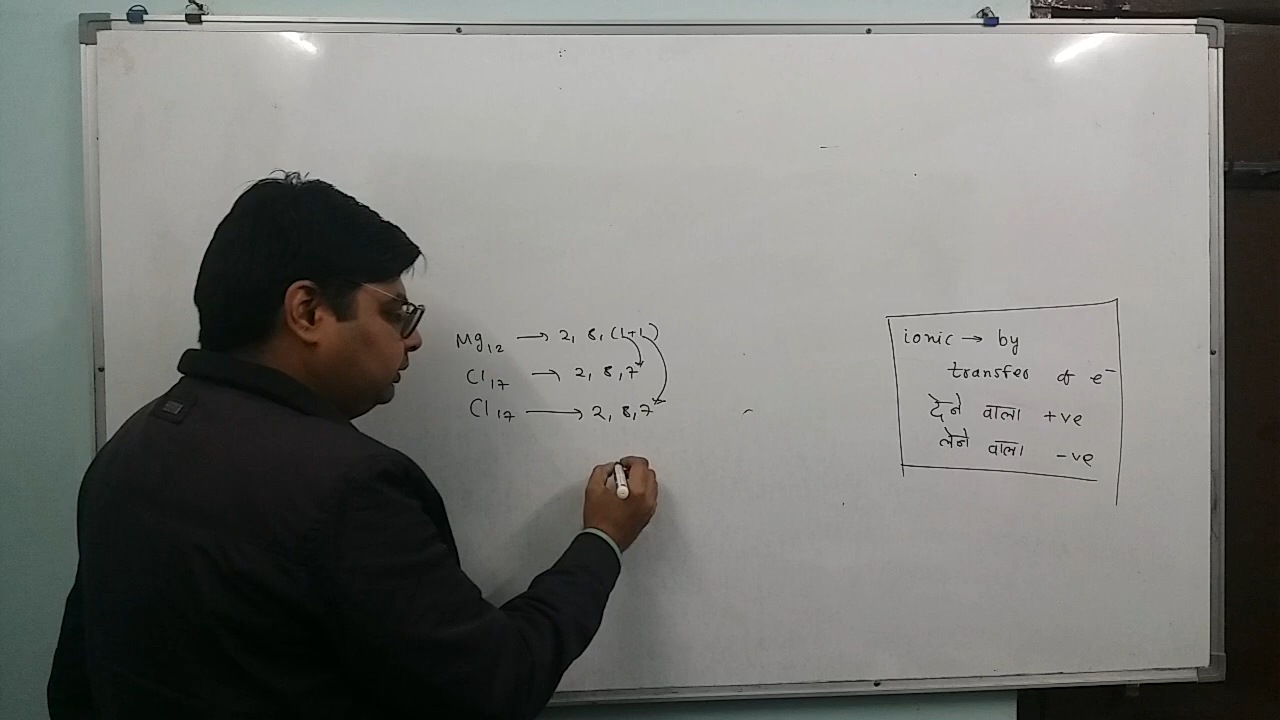 Mg₁₂ → 2, 8, (1+1)
Cl₁₇ → 2, 8, 7
Cl₁₇ → 2, 8, 7
ionic → by
transfer of e⁻
देने वाला +ve
लेने वाला -ve